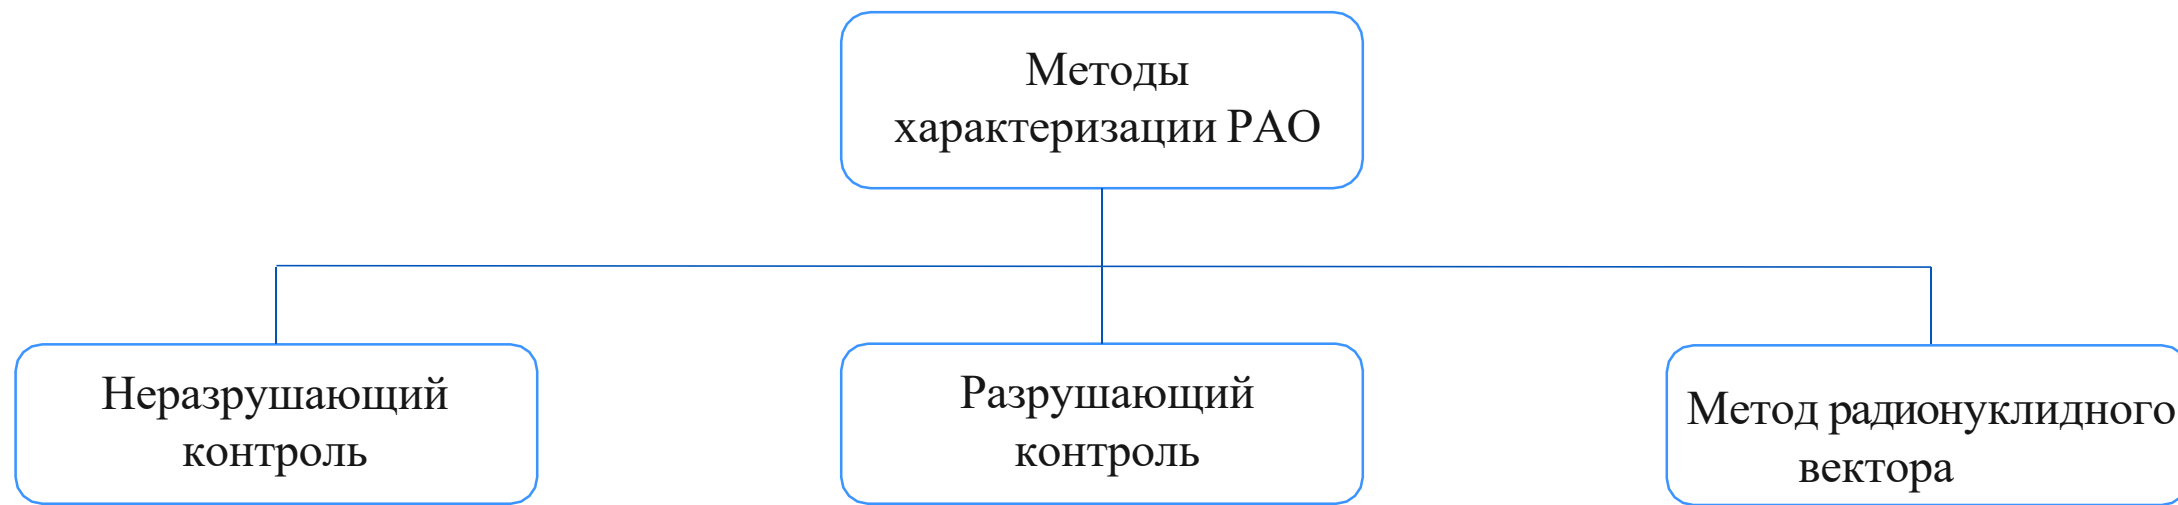 Методы
характеризации РАО
Неразрушающий
контроль
Разрушающий
контроль
Метод радионуклидного
вектора